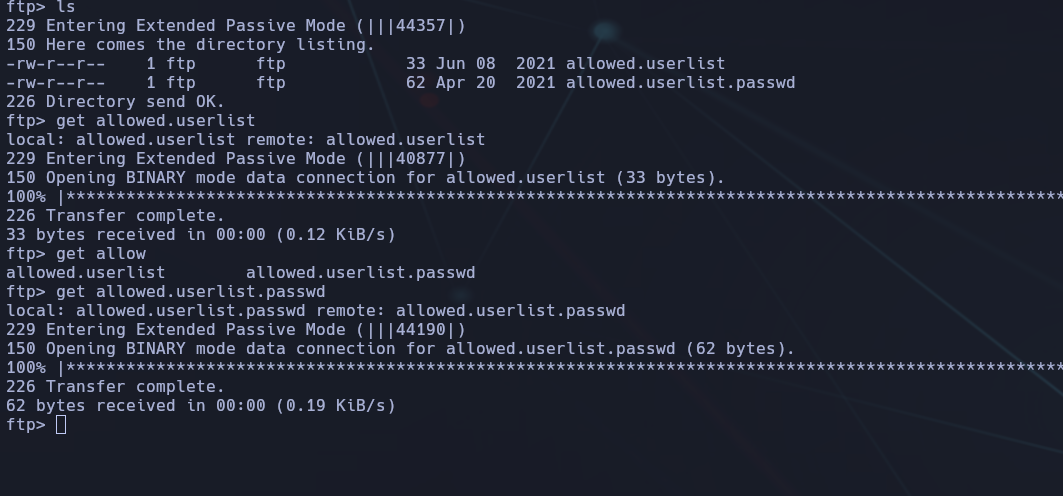 ftp> ls
229 Entering Extended Passive Mode (|||44357|)
150 Here comes the directory listing.
-rw-r--r--    1 ftp      ftp            33 Jun 08  2021 allowed.userlist
-rw-r--r--    1 ftp      ftp            62 Apr 20  2021 allowed.userlist.passwd
226 Directory send OK.
ftp> get allowed.userlist
local: allowed.userlist remote: allowed.userlist
229 Entering Extended Passive Mode (|||40877|)
150 Opening BINARY mode data connection for allowed.userlist (33 bytes).
100% |****************************************************************************************************
226 Transfer complete.
33 bytes received in 00:00 (0.12 KiB/s)
ftp> get allow
allowed.userlist        allowed.userlist.passwd
ftp> get allowed.userlist.passwd
local: allowed.userlist.passwd remote: allowed.userlist.passwd
229 Entering Extended Passive Mode (|||44190|)
150 Opening BINARY mode data connection for allowed.userlist.passwd (62 bytes).
100% |****************************************************************************************************
226 Transfer complete.
62 bytes received in 00:00 (0.19 KiB/s)
ftp>